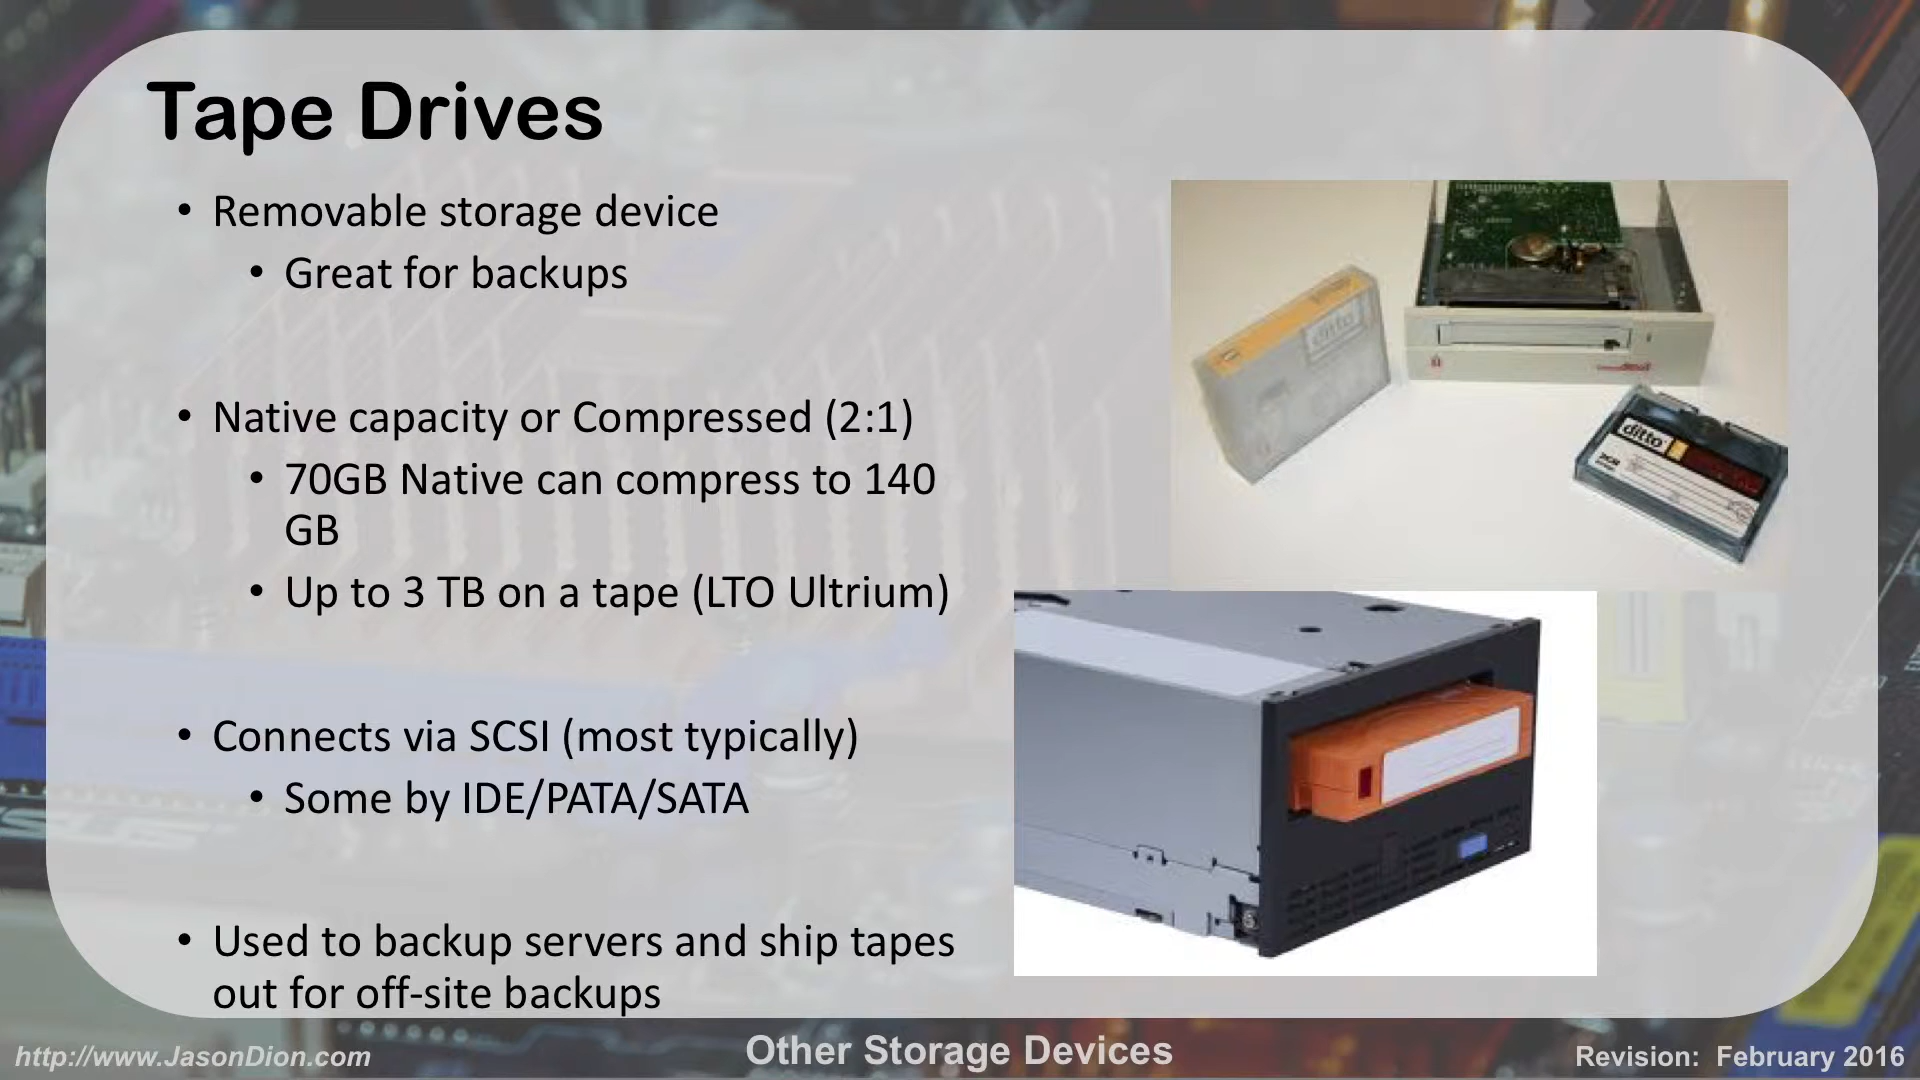 Tape Drives
• Removable storage device
• Great for backups
• Native capacity or Compressed (2:1)
• 70GB Native can compress to 140
GB
• Up to 3 TB on a tape (LTO Ultrium)
• Connects via SCSI (most typically)
• Some by IDE/PATA/SATA
• Used to backup servers and ship tapes
out for off-site backups
ditto
ditto
http://www.JasonDion.com
Other Storage Devices
Revision: February 2016